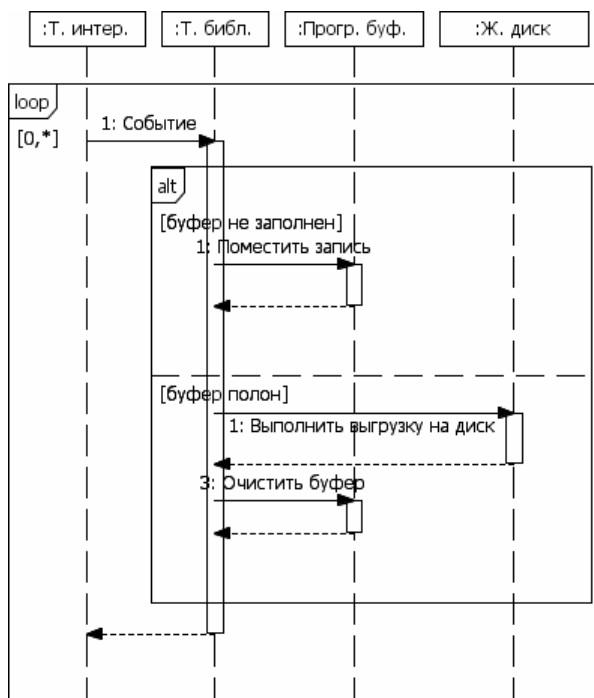 :Т. интер. :Т. библ. :Прогр. буф. :Ж. диск
loop
[0,*]
1: Событие
alt
[буфер не заполнен]
1: Поместить запись
[буфер полон]
1: Выполнить выгрузку на диск
3: Очистить буфер